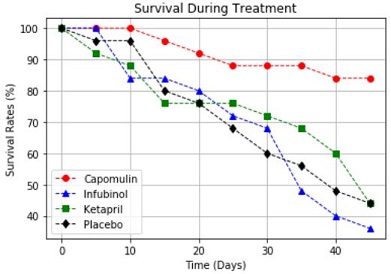 Survival During Treatment
100
90
80
70
60
50
40
Survival Rates (%)
Capomulin
Infubinol
Ketapril
Placebo
0 10 20 30 40
Time (Days)